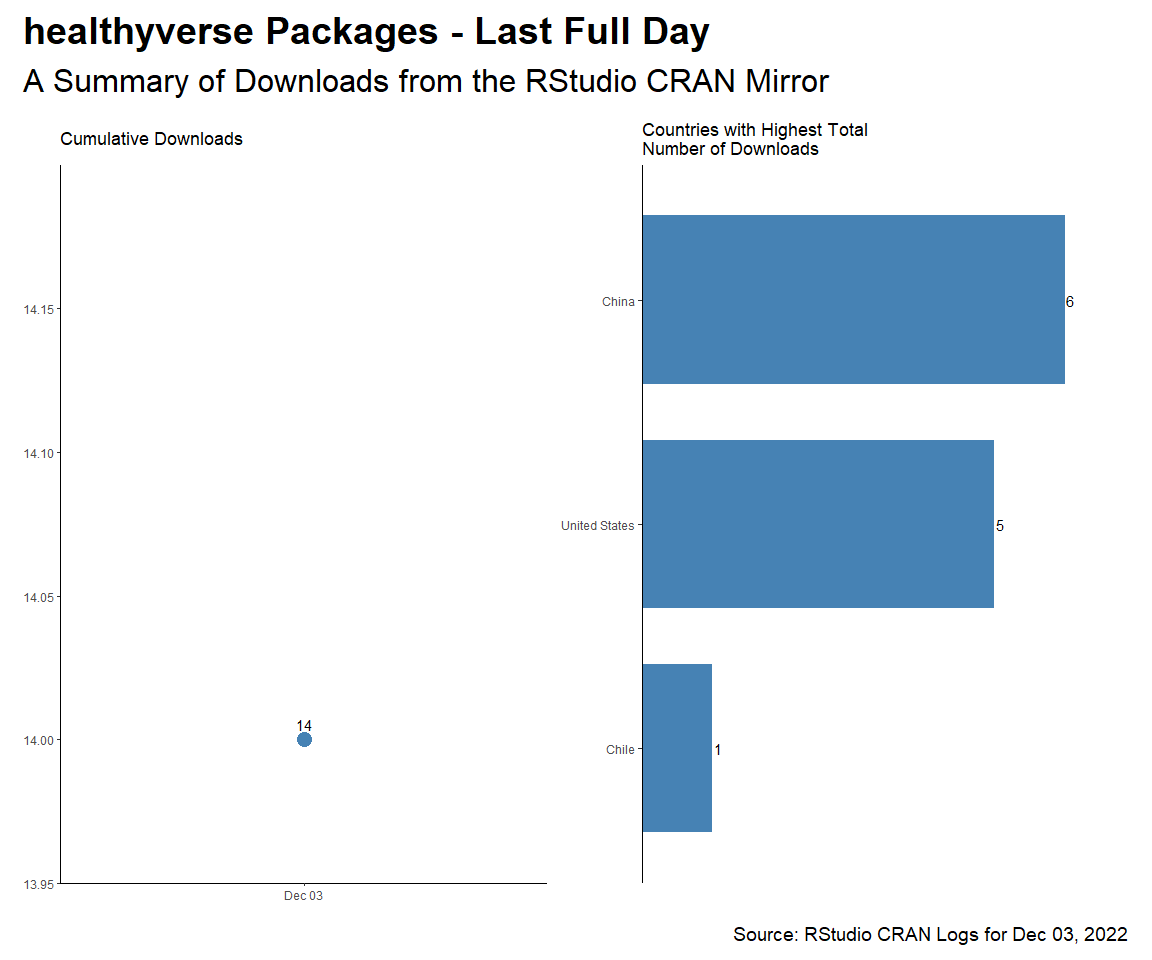 healthyverse Packages - Last Full Day
A Summary of Downloads from the RStudio CRAN Mirror
Cumulative Downloads
14.15
14.10
14.05
14.00
13.95
14
Dec 03
Countries with Highest Total
Number of Downloads
China
6
United States
5
Chile
1
Source: RStudio CRAN Logs for Dec 03, 2022